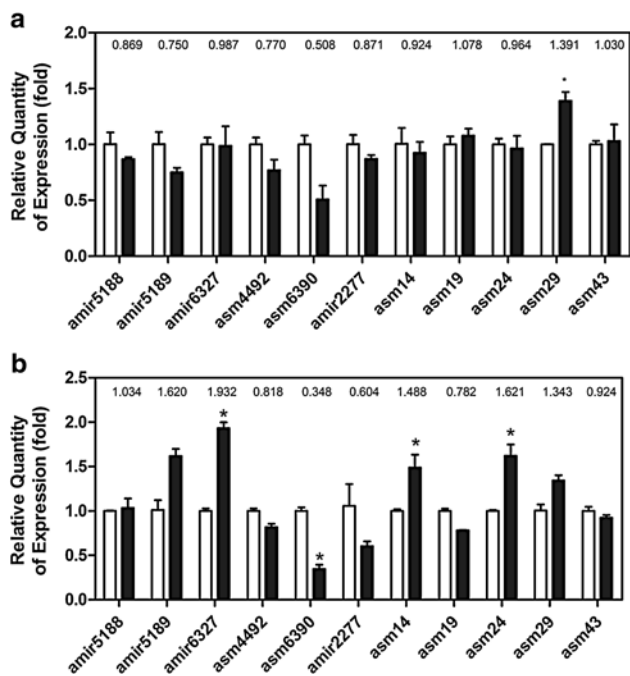 a
0.869 0.750 0.987 0.770 0.508 0.871 0.924 1.078 0.964 1.391 1.030
Relative Quantity
of Expression (fold)
2.0
1.5
1.0
0.5
0.0
*
amir5188 amir5189 amir6327 asm4492 asm6390 amir2277 asm14 asm19 asm24 asm29 asm43
b
1.034 1.620 1.932 0.818 0.348 0.604 1.488 0.782 1.621 1.343 0.924
Relative Quantity
of Expression (fold)
2.5
2.0
1.5
1.0
0.5
0.0
* * * *
amir5188 amir5189 amir6327 asm4492 asm6390 amir2277 asm14 asm19 asm24 asm29 asm43